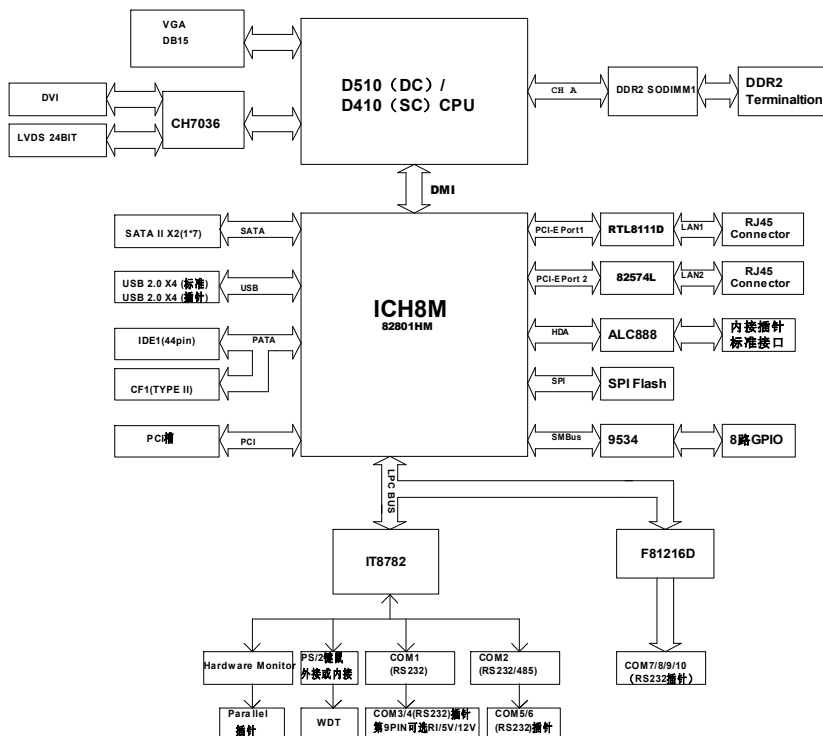 VGA
DB15
DVI
LVDS 24BIT
CH7036
D510（DC）/
D410（SC）CPU
CH A
DDR2 SODIMM1
DDR2
Terminaltion
DMI
SATA II X2(1*7)
SATA
USB 2.0 X4 (标准)
USB 2.0 X4 (插针)
USB
IDE1(44pin)
PATA
CF1(TYPE II)
PCI槽
PCI
ICH8M
82801HM
PCI-E Port1
RTL8111D
LAN1
RJ45
Connector
PCI-E Port 2
82574L
LAN2
RJ45
Connector
HDA
ALC888
内接插针
标准接口
SPI
SPI Flash
SMBus
9534
8路GPIO
LPC BUS
IT8782
F81216D
Hardware Monitor
PS/2键鼠
外接或内接
COM1
(RS232)
COM2
(RS232/485)
COM7/8/9/10
（RS232插针）
Parallel
插针
WDT
COM3/4(RS232)插针
第9PIN可选RI/5V/12V
COM5/6
(RS232)插针